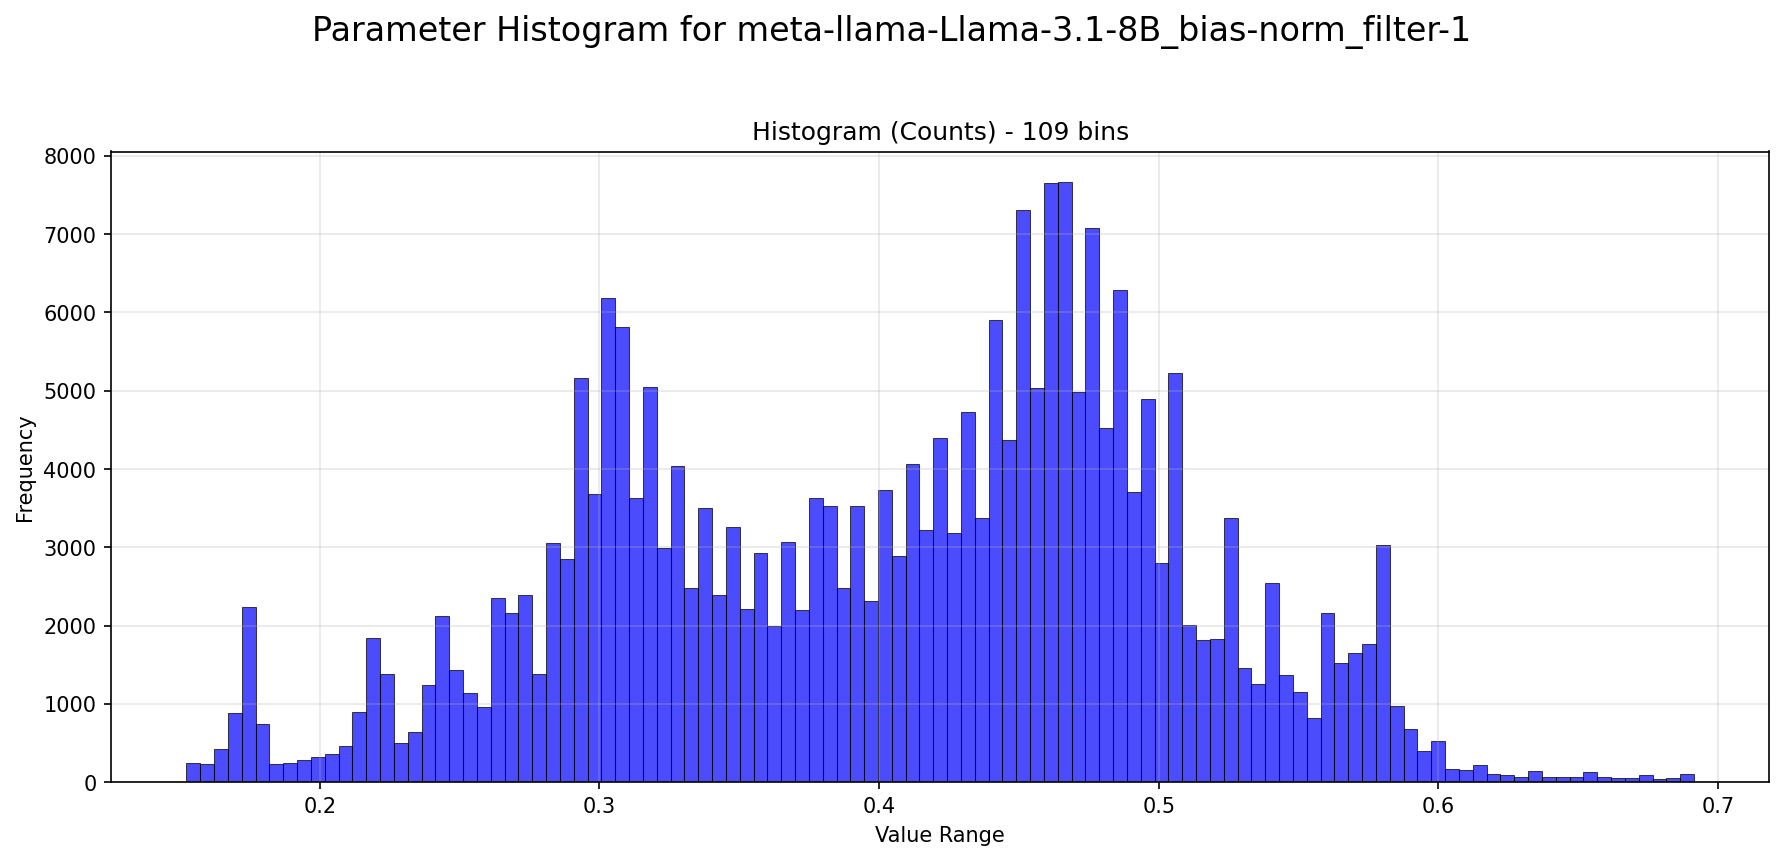 Parameter Histogram for meta-llama-Llama-3.1-8B_bias-norm_filter-1
Histogram (Counts) - 109 bins
8000
7000
6000
5000
4000
3000
2000
1000
0
Frequency
0.2 0.3 0.4 0.5 0.6 0.7
Value Range